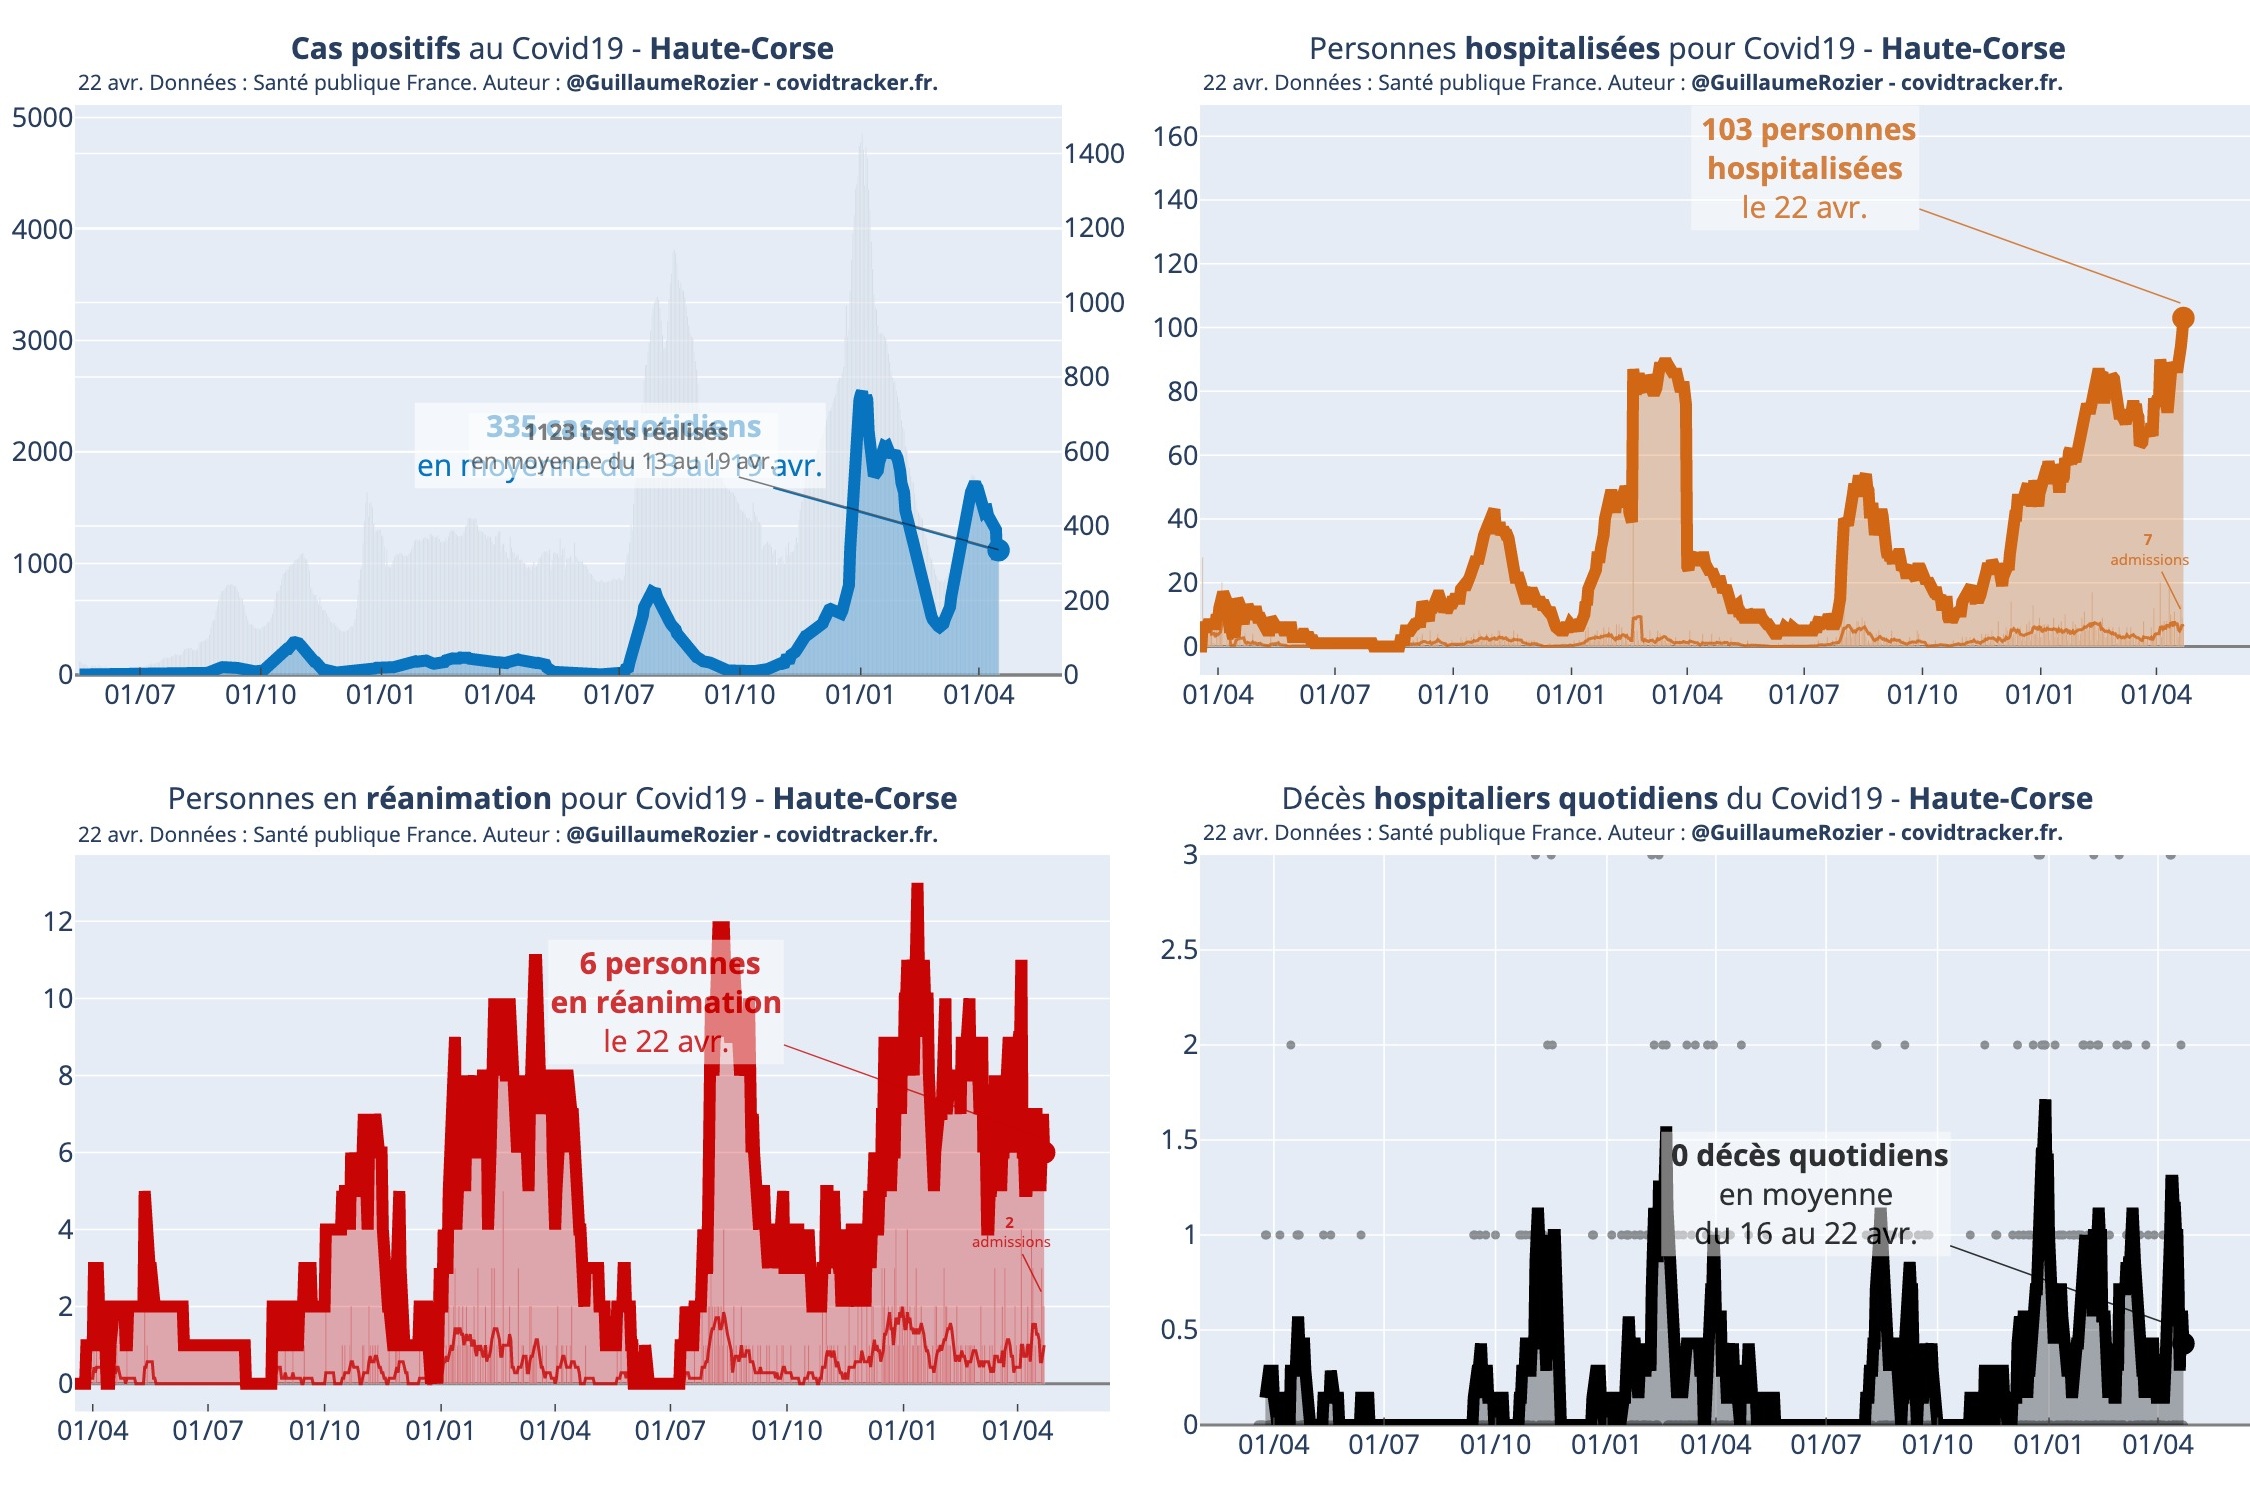 Cas positifs au Covid19 - Haute-Corse
22 avr. Données : Santé publique France. Auteur : @GuillaumeRozier - covidtracker.fr.
5000
4000
3000
2000
1000
0
1400
1200
1000
800
600
400
200
0
335 cas quotidiens
en moyenne du 13 au 19 avr.
1123 tests réalisés
en moyenne du 13 au 19 avr.
01/07 01/10 01/01 01/04 01/07 01/10 01/01 01/04
Personnes hospitalisées pour Covid19 - Haute-Corse
22 avr. Données : Santé publique France. Auteur : @GuillaumeRozier - covidtracker.fr.
160
140
120
100
80
60
40
20
0
103 personnes
hospitalisées
le 22 avr.
7
admissions
01/04 01/07 01/10 01/01 01/04 01/07 01/10 01/01 01/04
Personnes en réanimation pour Covid19 - Haute-Corse
22 avr. Données : Santé publique France. Auteur : @GuillaumeRozier - covidtracker.fr.
12
10
8
6
4
2
0
6 personnes
en réanimation
le 22 avr.
2
admissions
01/04 01/07 01/10 01/01 01/04 01/07 01/10 01/01 01/04
Décès hospitaliers quotidiens du Covid19 - Haute-Corse
22 avr. Données : Santé publique France. Auteur : @GuillaumeRozier - covidtracker.fr.
3
2.5
2
1.5
1
0.5
0
0 décès quotidiens
en moyenne
du 16 au 22 avr.
01/04 01/07 01/10 01/01 01/04 01/07 01/10 01/01 01/04